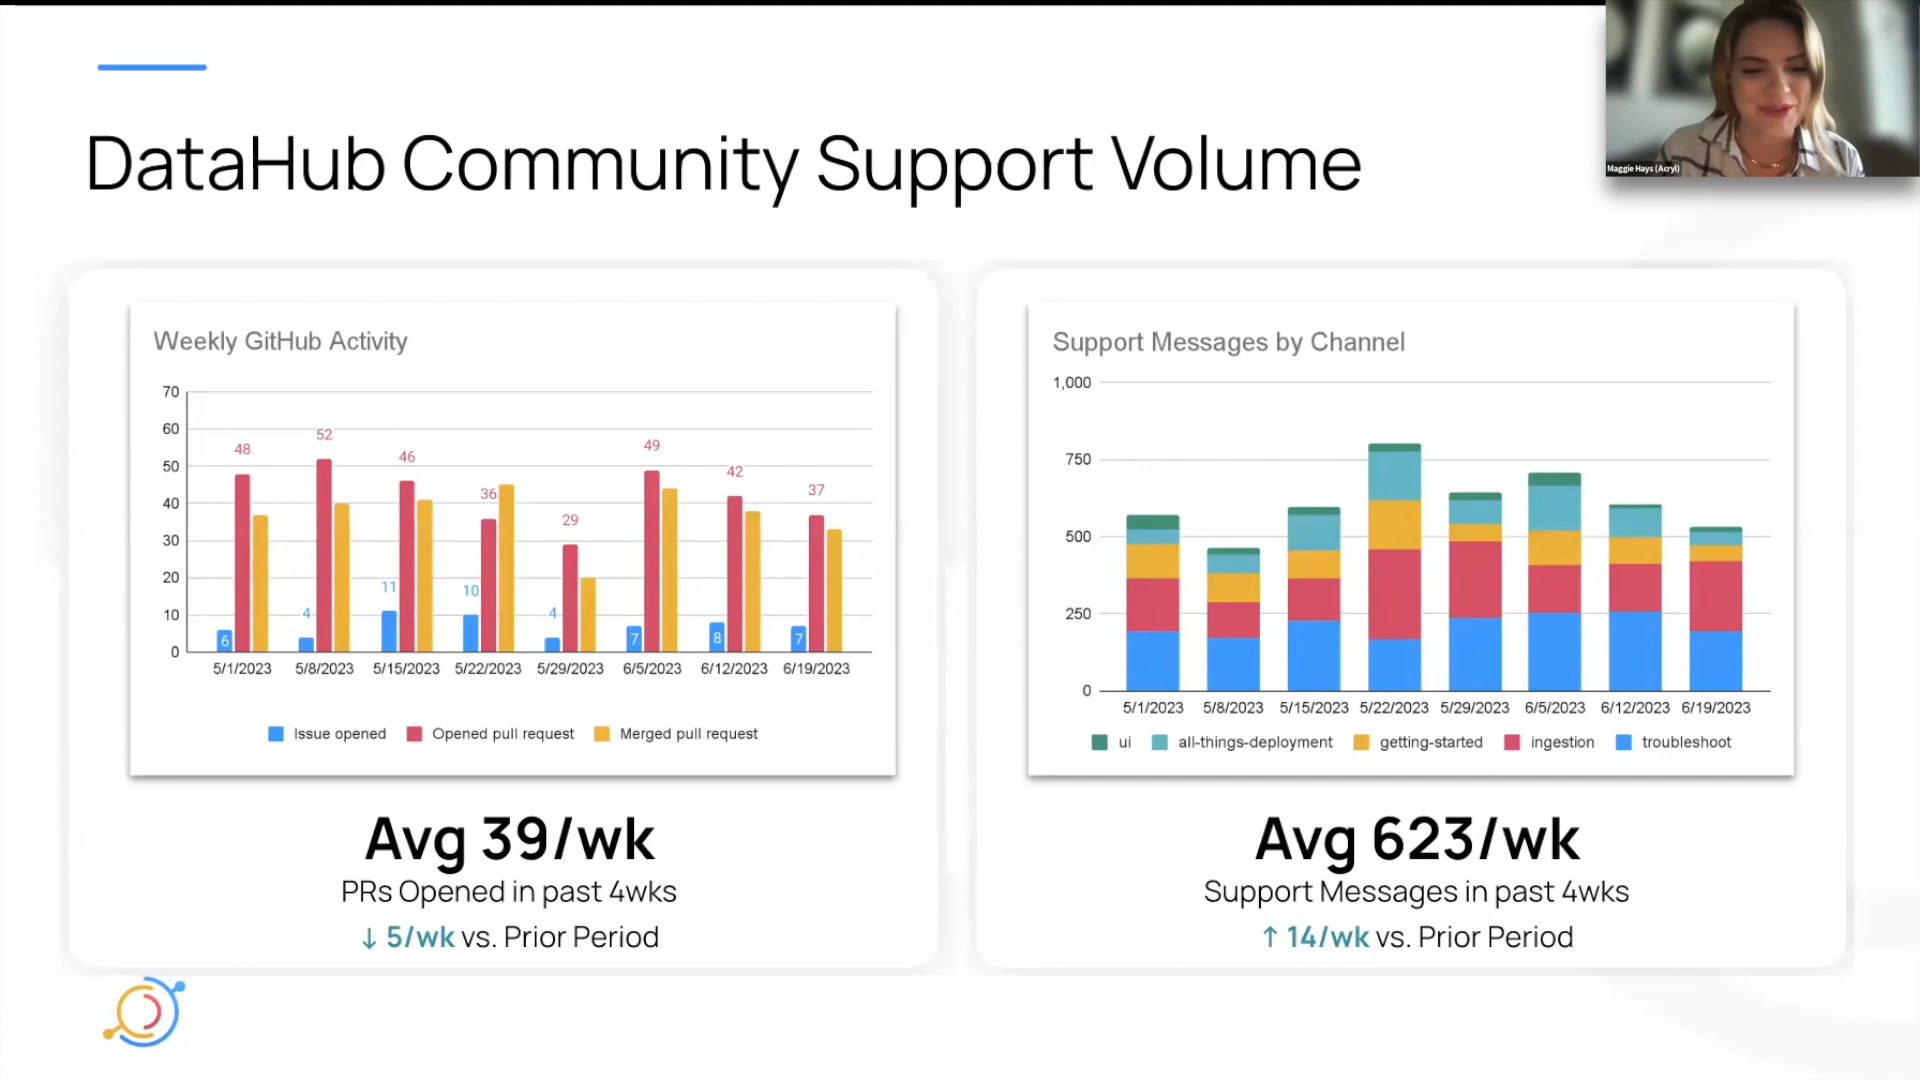 Maggie Hays (Acryl)
DataHub Community Support Volume
Weekly GitHub Activity
70
60
50
40
30
20
10
0
48
52
46
36
29
49
42
37
6
4
11
10
4
7
8
7
5/1/2023 5/8/2023 5/15/2023 5/22/2023 5/29/2023 6/5/2023 6/12/2023 6/19/2023
Issue opened Opened pull request Merged pull request
Avg 39/wk
PRs Opened in past 4wks
↓ 5/wk vs. Prior Period
Support Messages by Channel
1,000
750
500
250
0
5/1/2023 5/8/2023 5/15/2023 5/22/2023 5/29/2023 6/5/2023 6/12/2023 6/19/2023
ui all-things-deployment getting-started ingestion troubleshoot
Avg 623/wk
Support Messages in past 4wks
↑ 14/wk vs. Prior Period